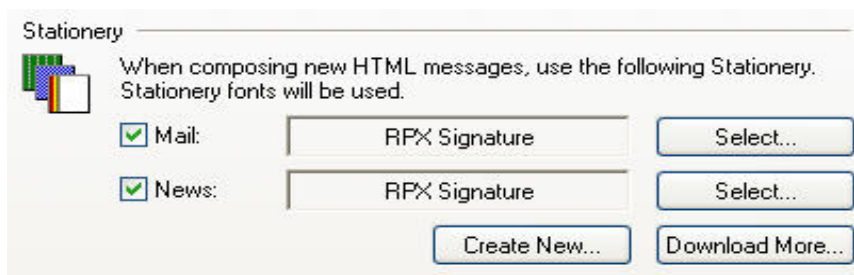 Stationery
When composing new HTML messages, use the following Stationery.
Stationery fonts will be used.
Mail: RPX Signature Select...
News: RPX Signature Select...
Create New... Download More...